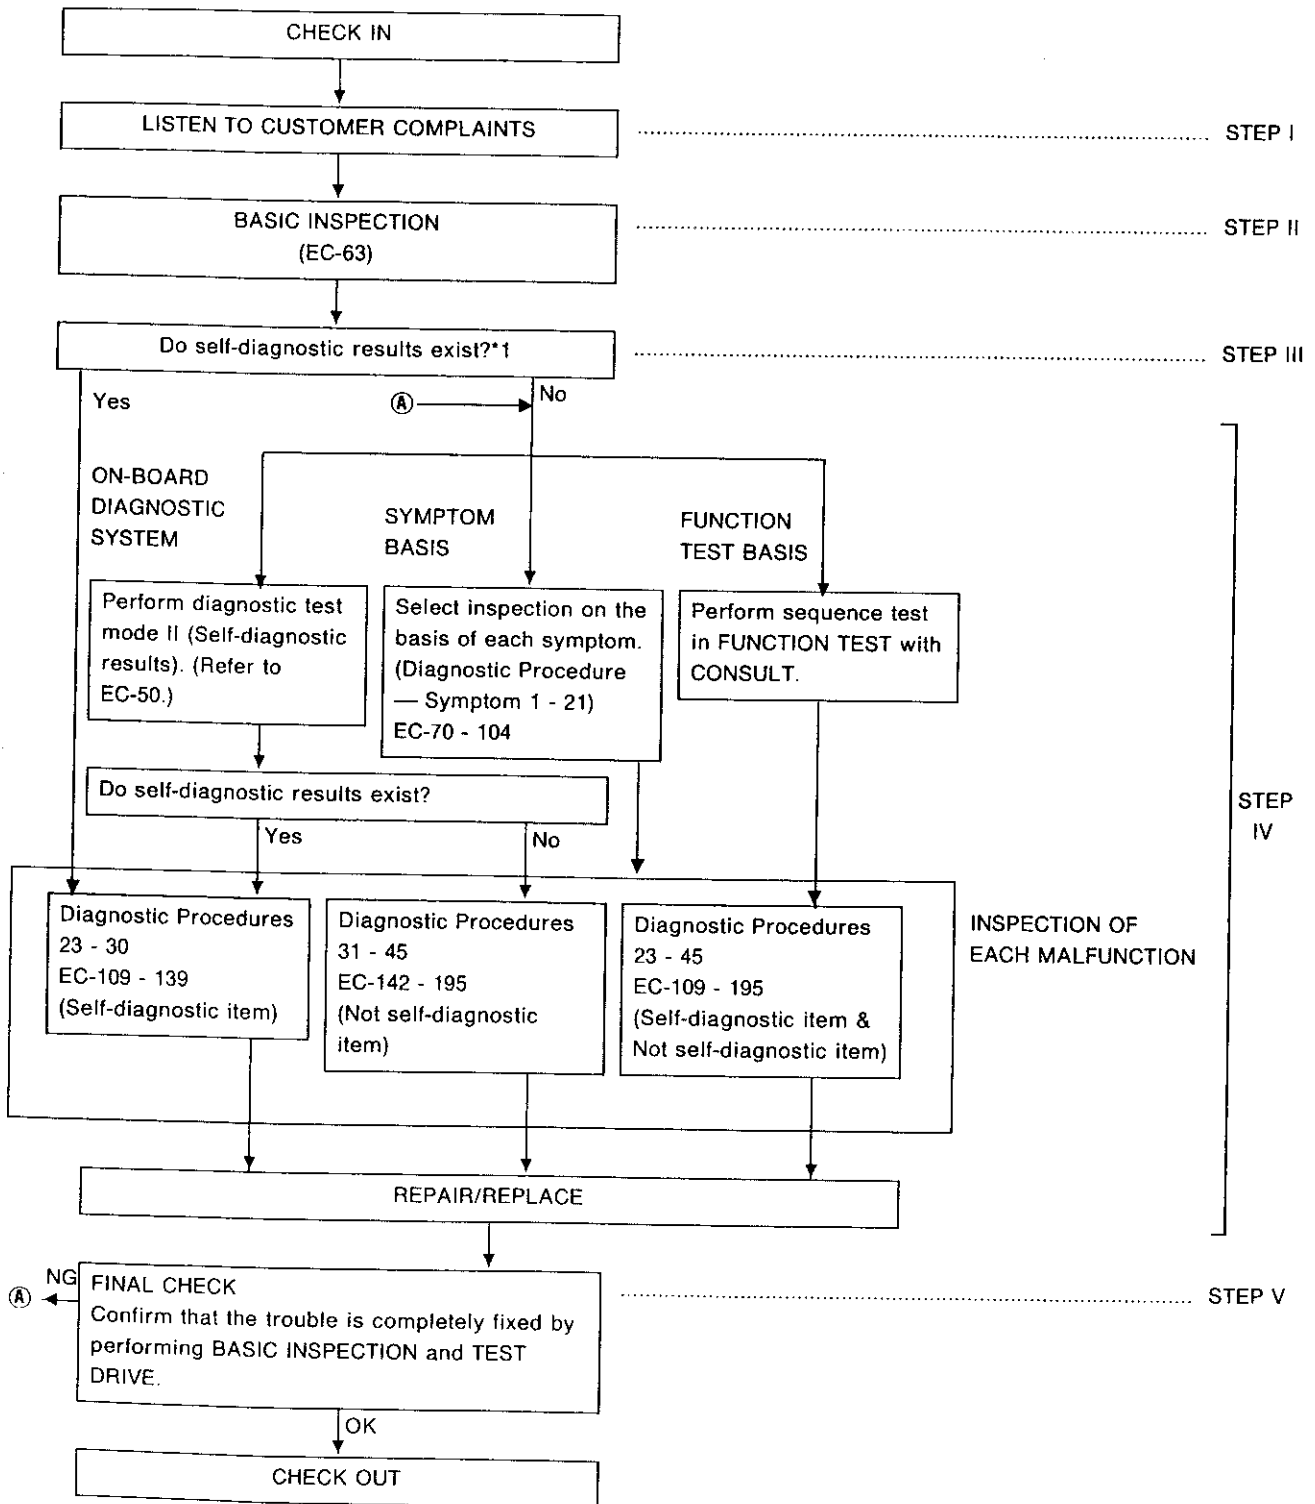 CHECK IN
LISTEN TO CUSTOMER COMPLAINTS
STEP I
BASIC INSPECTION
(EC-63)
STEP II
Do self-diagnostic results exist?*1
STEP III
Yes
Ⓐ
No
ON-BOARD
DIAGNOSTIC
SYSTEM
SYMPTOM
BASIS
FUNCTION
TEST BASIS
Perform diagnostic test
mode II (Self-diagnostic
results). (Refer to
EC-50.)
Select inspection on the
basis of each symptom.
(Diagnostic Procedure
— Symptom 1 - 21)
EC-70 - 104
Perform sequence test
in FUNCTION TEST with
CONSULT.
Do self-diagnostic results exist?
Yes
No
STEP
IV
Diagnostic Procedures
23 - 30
EC-109 - 139
(Self-diagnostic item)
Diagnostic Procedures
31 - 45
EC-142 - 195
(Not self-diagnostic
item)
Diagnostic Procedures
23 - 45
EC-109 - 195
(Self-diagnostic item &
Not self-diagnostic item)
INSPECTION OF
EACH MALFUNCTION
REPAIR/REPLACE
Ⓐ
NG
FINAL CHECK
Confirm that the trouble is completely fixed by
performing BASIC INSPECTION and TEST
DRIVE.
STEP V
OK
CHECK OUT